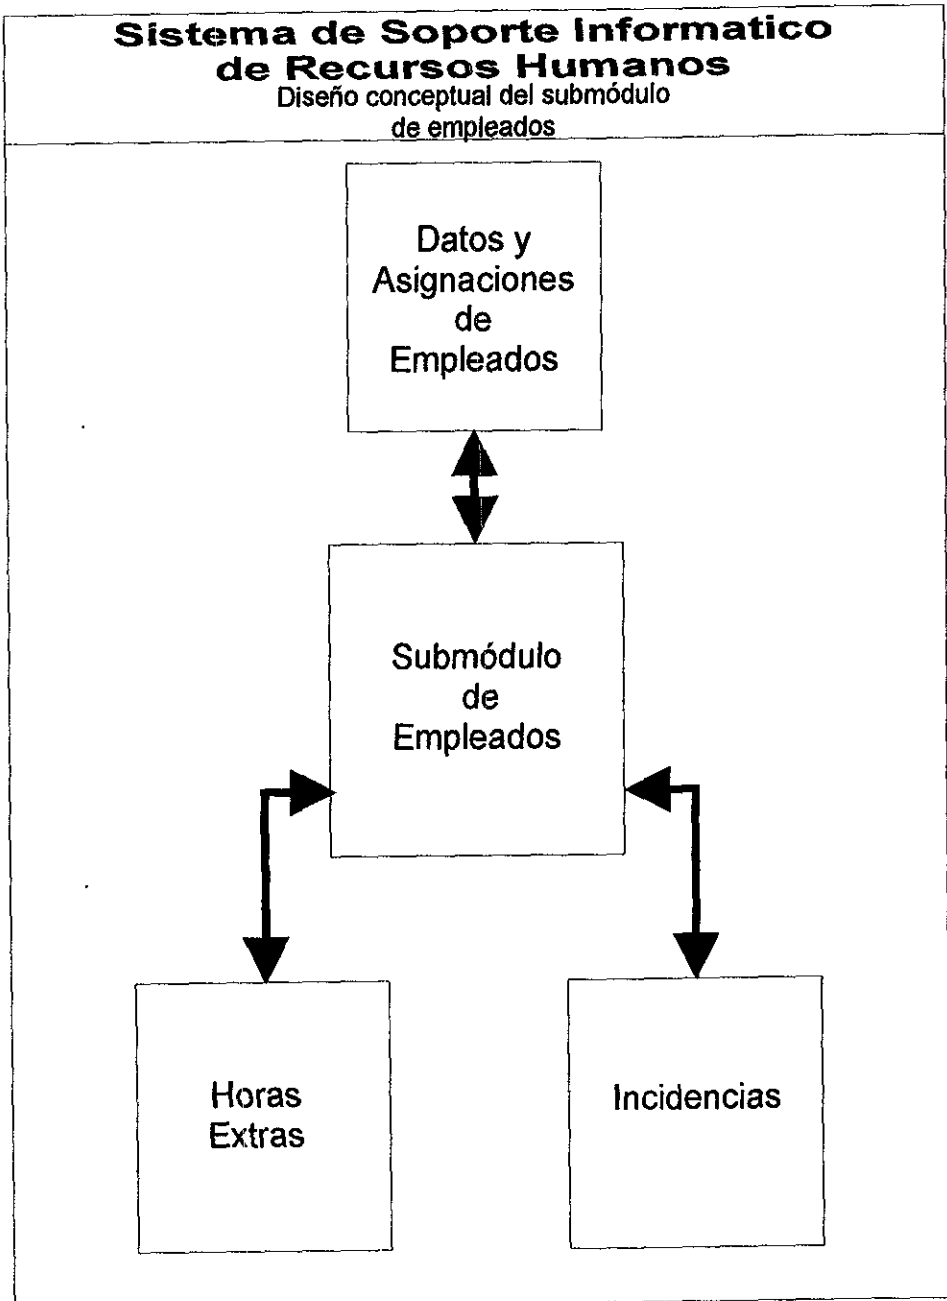 Sistema de Soporte Informatico
de Recursos Humanos
Diseño conceptual del submódulo
de empleados
Datos y
Asignaciones
de
Empleados
Submódulo
de
Empleados
Horas
Extras
Incidencias